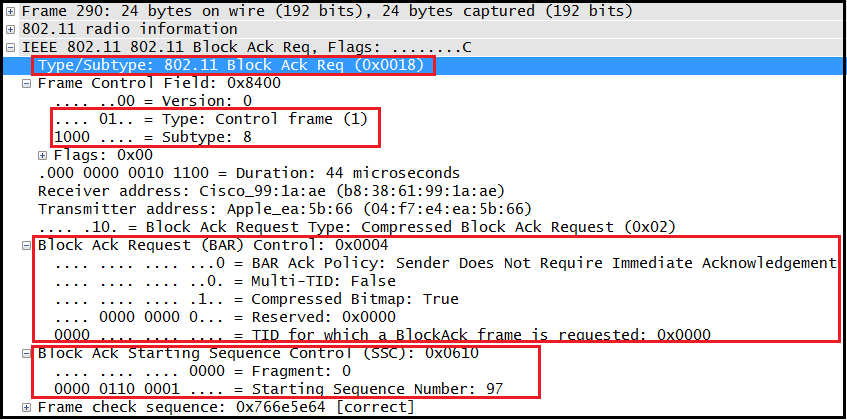 Frame 290: 24 bytes on wire (192 bits), 24 bytes captured (192 bits)
802.11 radio information
IEEE 802.11 802.11 Block Ack Req, Flags: ........C
Type/Subtype: 802.11 Block Ack Req (0x0018)
Frame Control Field: 0x8400
.... ..00 = Version: 0
.... 01.. = Type: Control frame (1)
1000 .... = Subtype: 8
Flags: 0x00
.000 0000 0010 1100 = Duration: 44 microseconds
Receiver address: Cisco_99:1a:ae (b8:38:61:99:1a:ae)
Transmitter address: Apple_ea:5b:66 (04:f7:e4:ea:5b:66)
.... .10. = Block Ack Request Type: Compressed Block Ack Request (0x02)
Block Ack Request (BAR) Control: 0x0004
.... .... .... ...0 = BAR Ack Policy: Sender Does Not Require Immediate Acknowledgement
.... .... .... ..0. = Multi-TID: False
.... .... .... .1.. = Compressed Bitmap: True
.... 0000 0000 0... = Reserved: 0x0000
0000 .... .... .... = TID for which a BlockAck frame is requested: 0x0000
Block Ack Starting Sequence Control (SSC): 0x0610
.... .... .... 0000 = Fragment: 0
0000 0110 0001 .... = Starting Sequence Number: 97
Frame check sequence: 0x766e5e64 [correct]